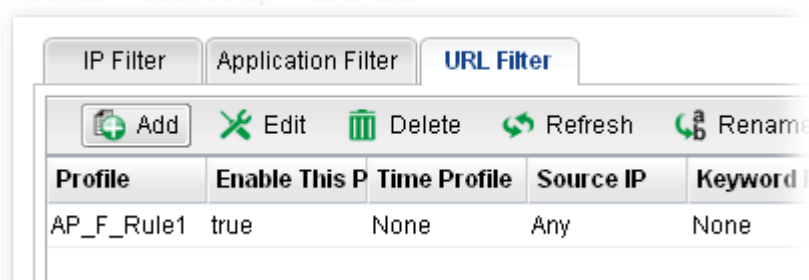 IP Filter Application Filter URL Filter
Add Edit Delete Refresh Rename
Profile Enable This P Time Profile Source IP Keyword
AP_F_Rule1 true None Any None